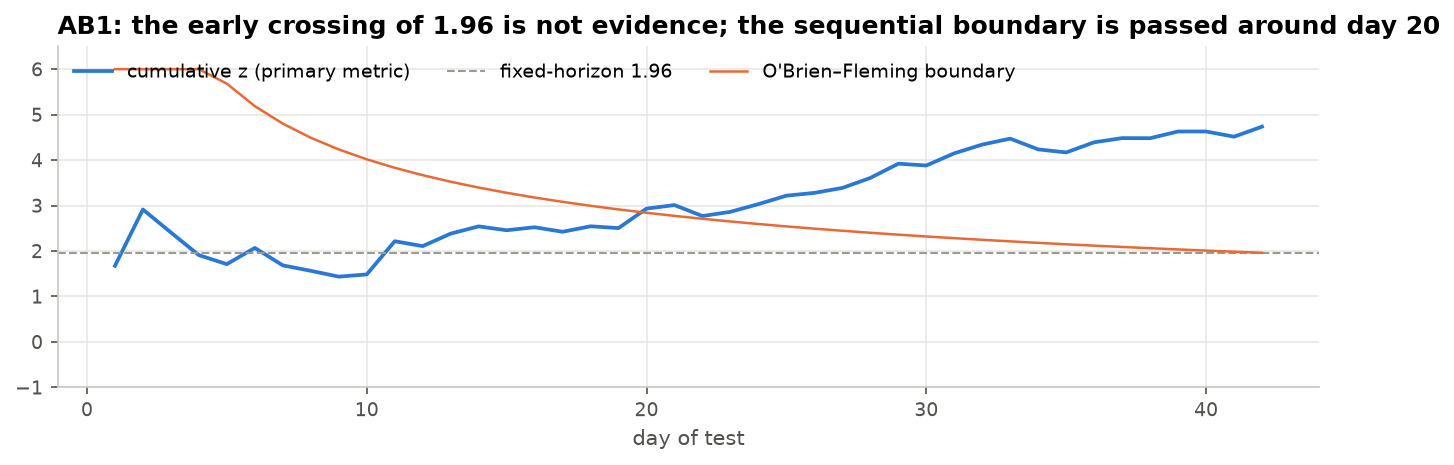 AB1: the early crossing of 1.96 is not evidence; the sequential boundary is passed around day 20
cumulative z (primary metric) fixed-horizon 1.96 O'Brien–Fleming boundary
6
5
4
3
2
1
0
−1
0 10 20 30 40
day of test